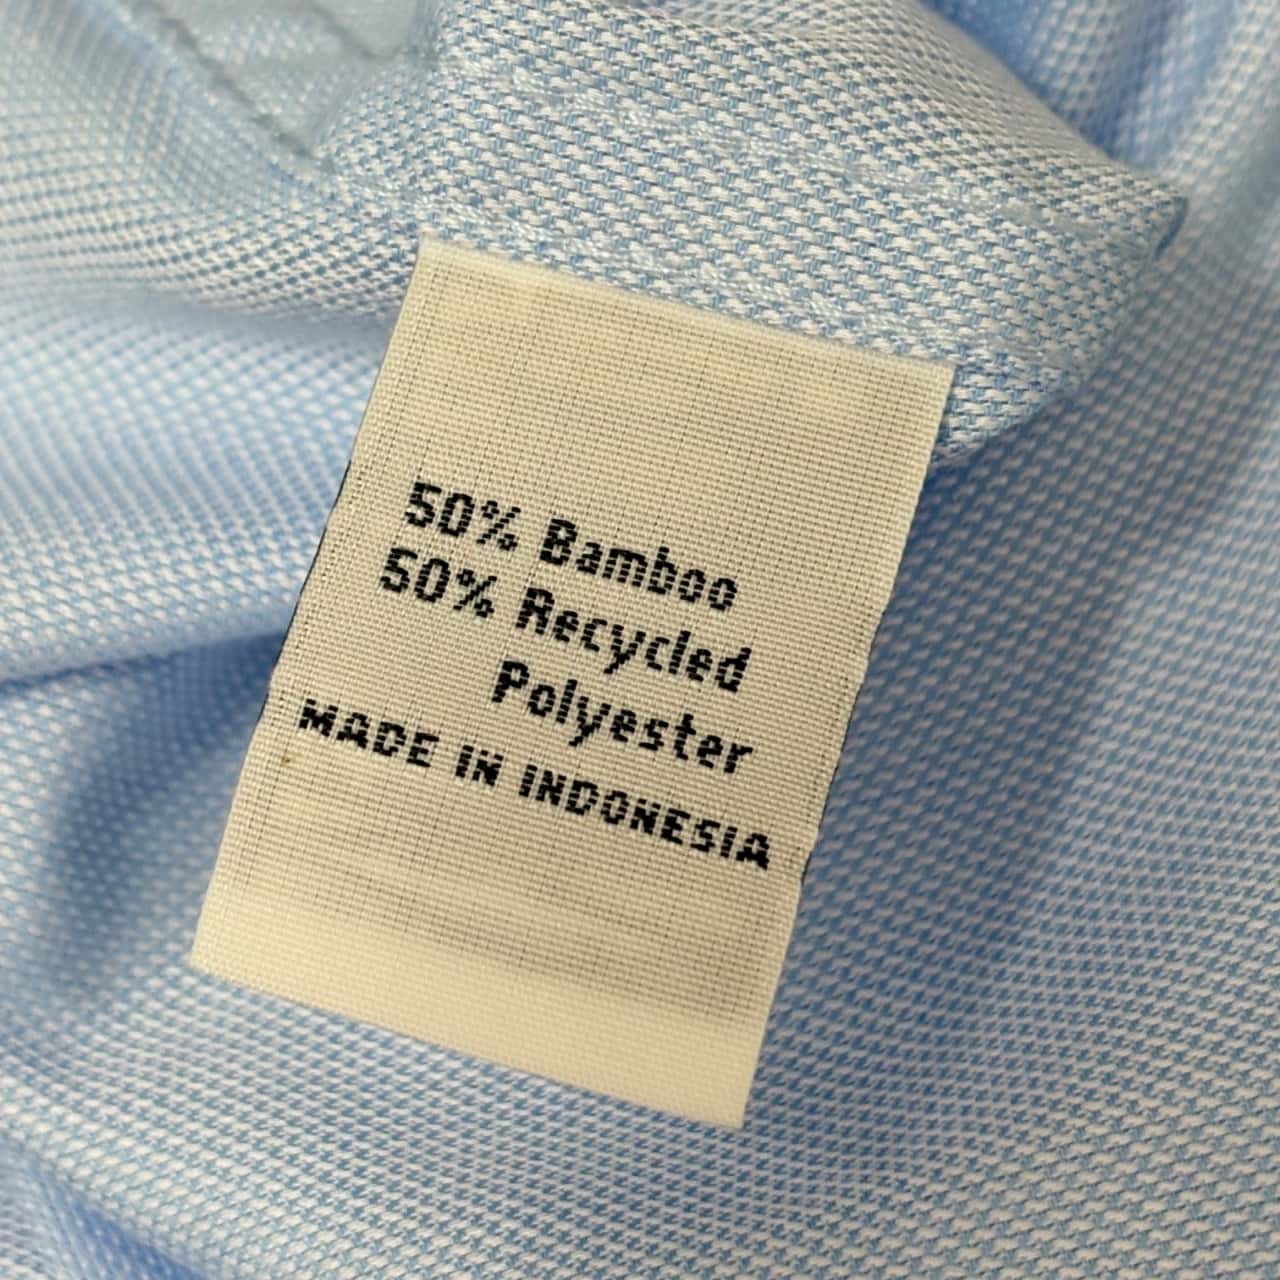 50% Bamboo
50% Recycled
Polyester
MADE IN INDONESIA